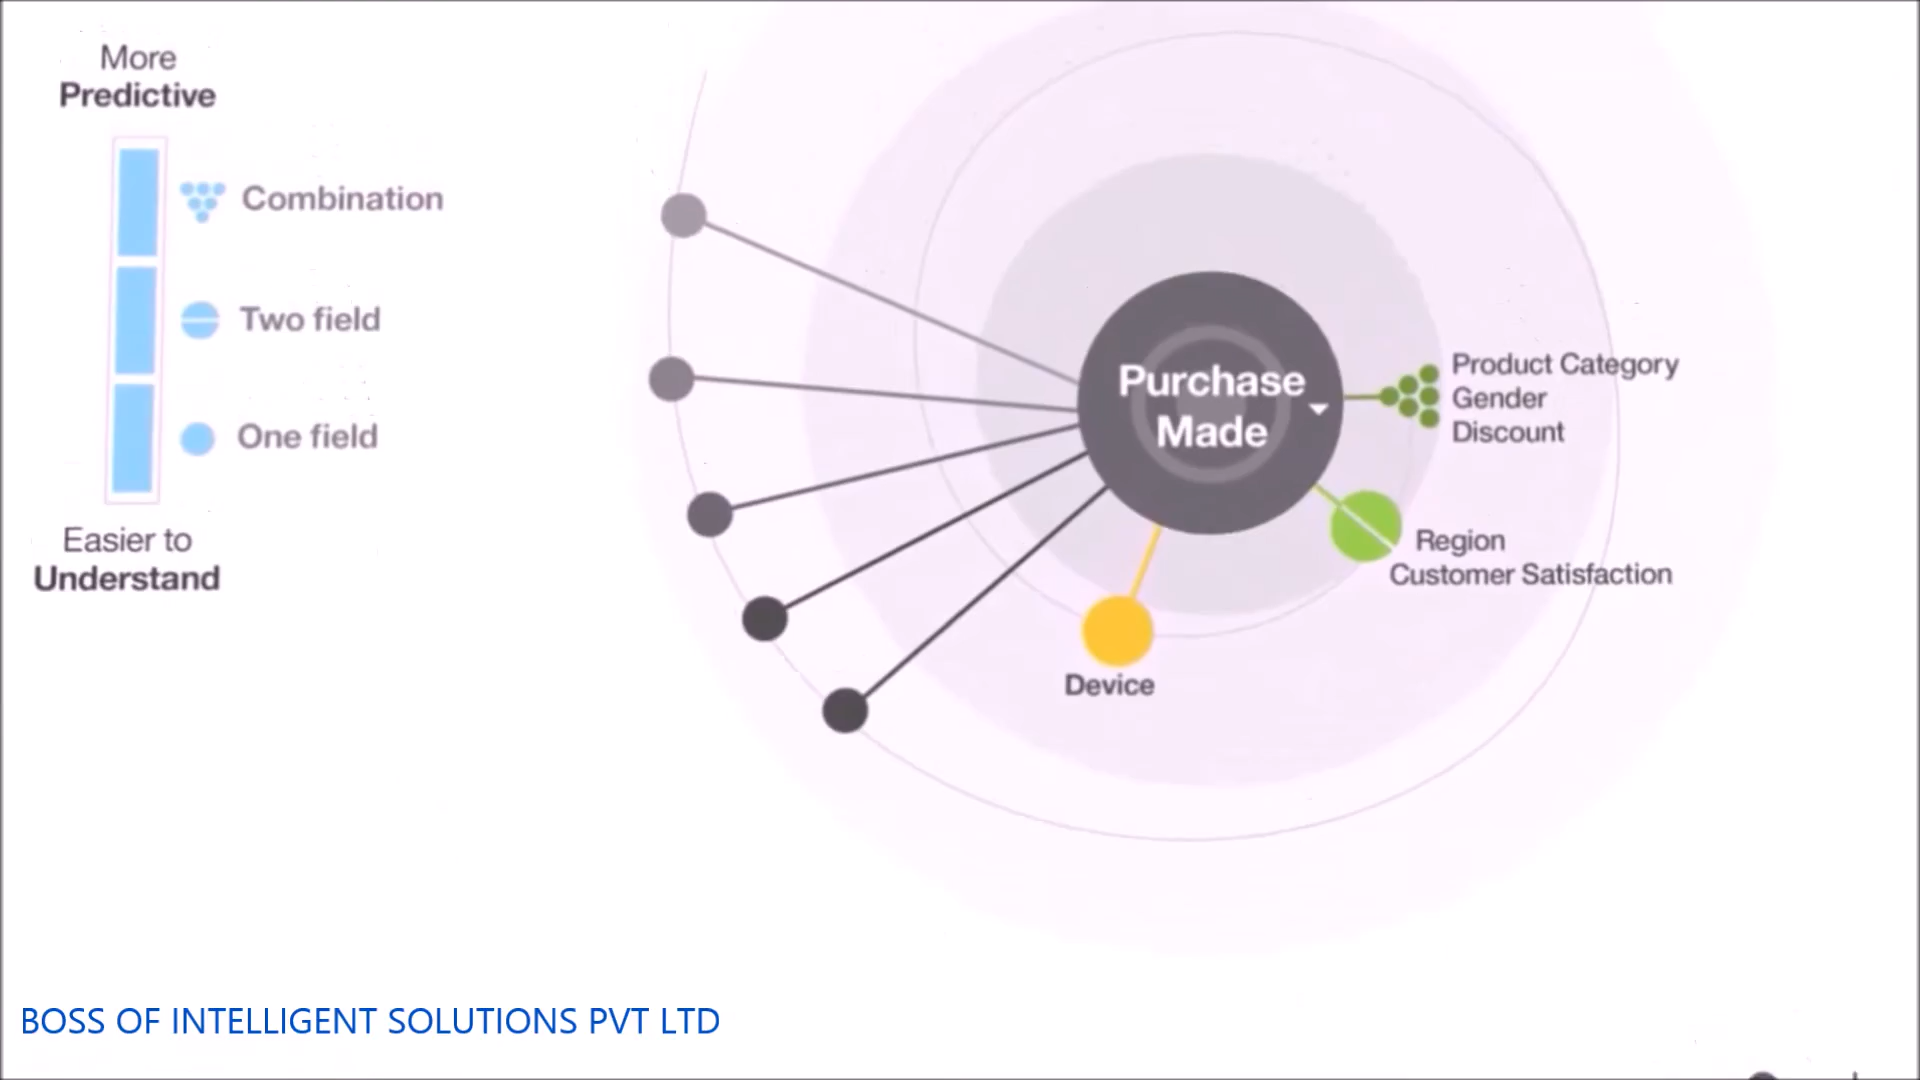 More
Predictive
Combination
Two field
One field
Easier to
Understand
Purchase
Made
Product Category
Gender
Discount
Region
Customer Satisfaction
Device
BOSS OF INTELLIGENT SOLUTIONS PVT LTD